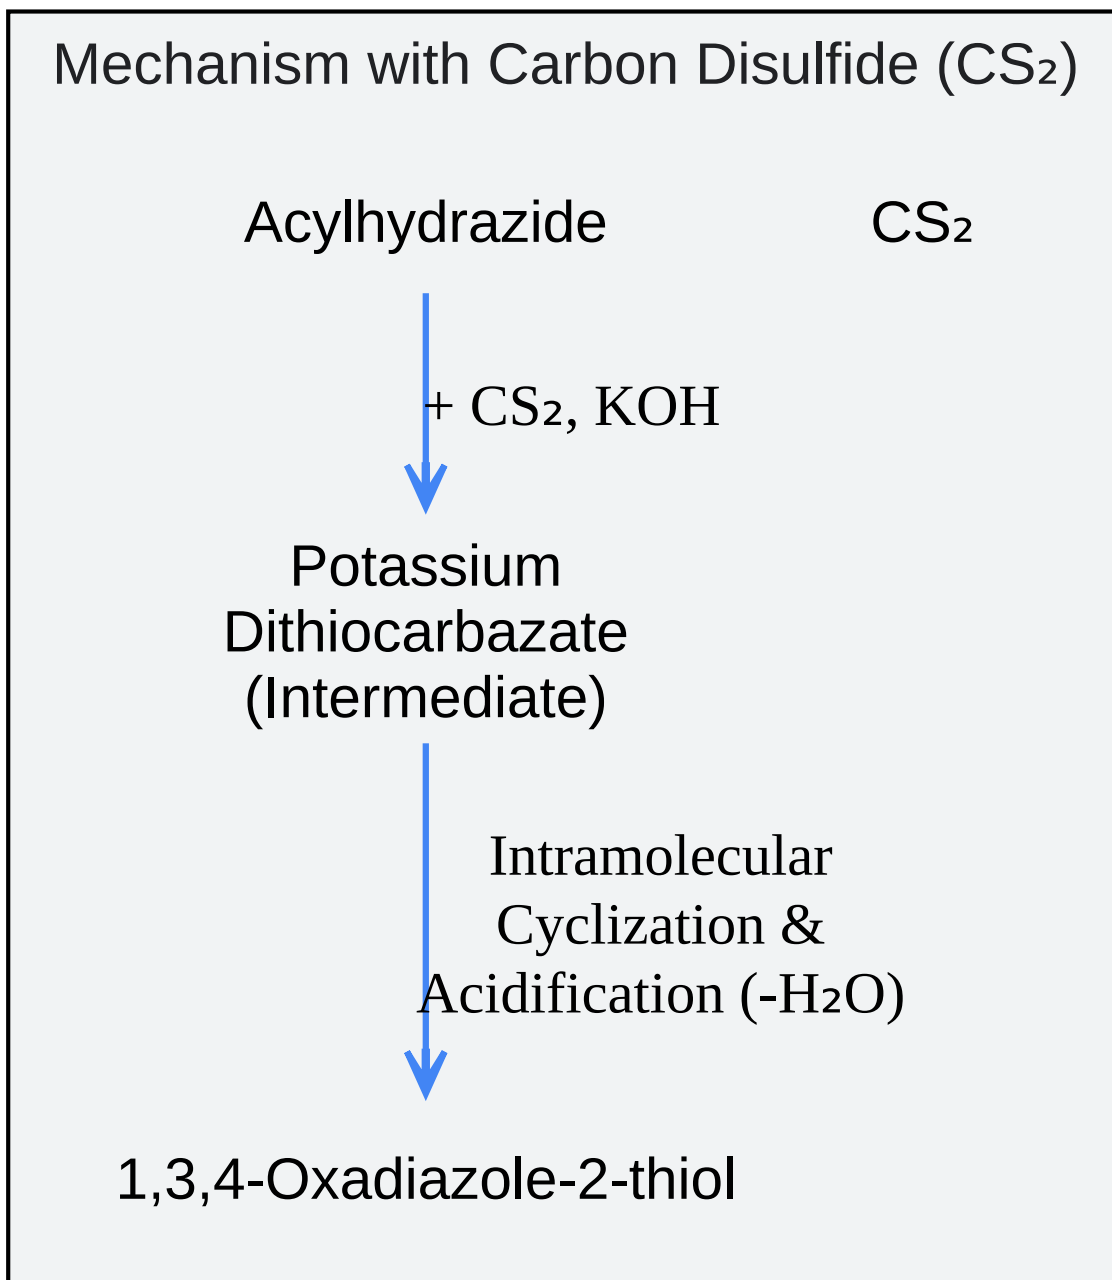 Mechanism with Carbon Disulfide (CS₂)
Acylhydrazide CS₂
+ CS₂, KOH
Potassium
Dithiocarbazate
(Intermediate)
Intramolecular
Cyclization &
Acidification (-H₂O)
1,3,4-Oxadiazole-2-thiol